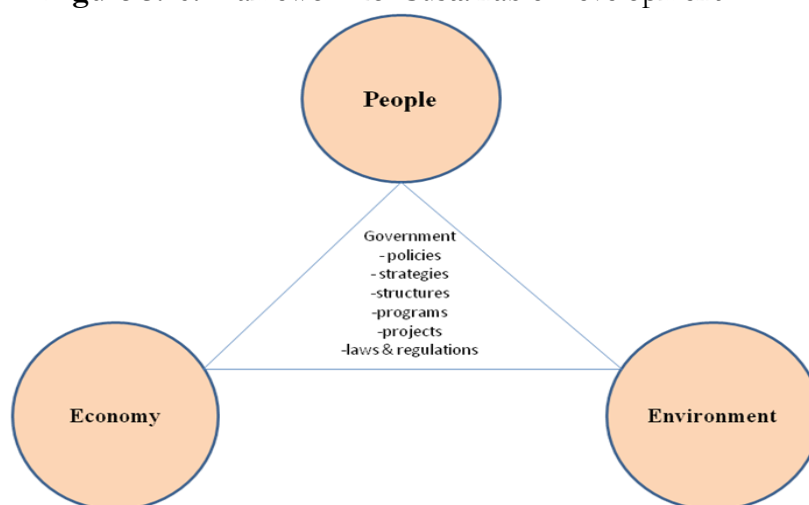 People
Government
- policies
- strategies
-structures
-programs
-projects
-laws & regulations
Economy
Environment